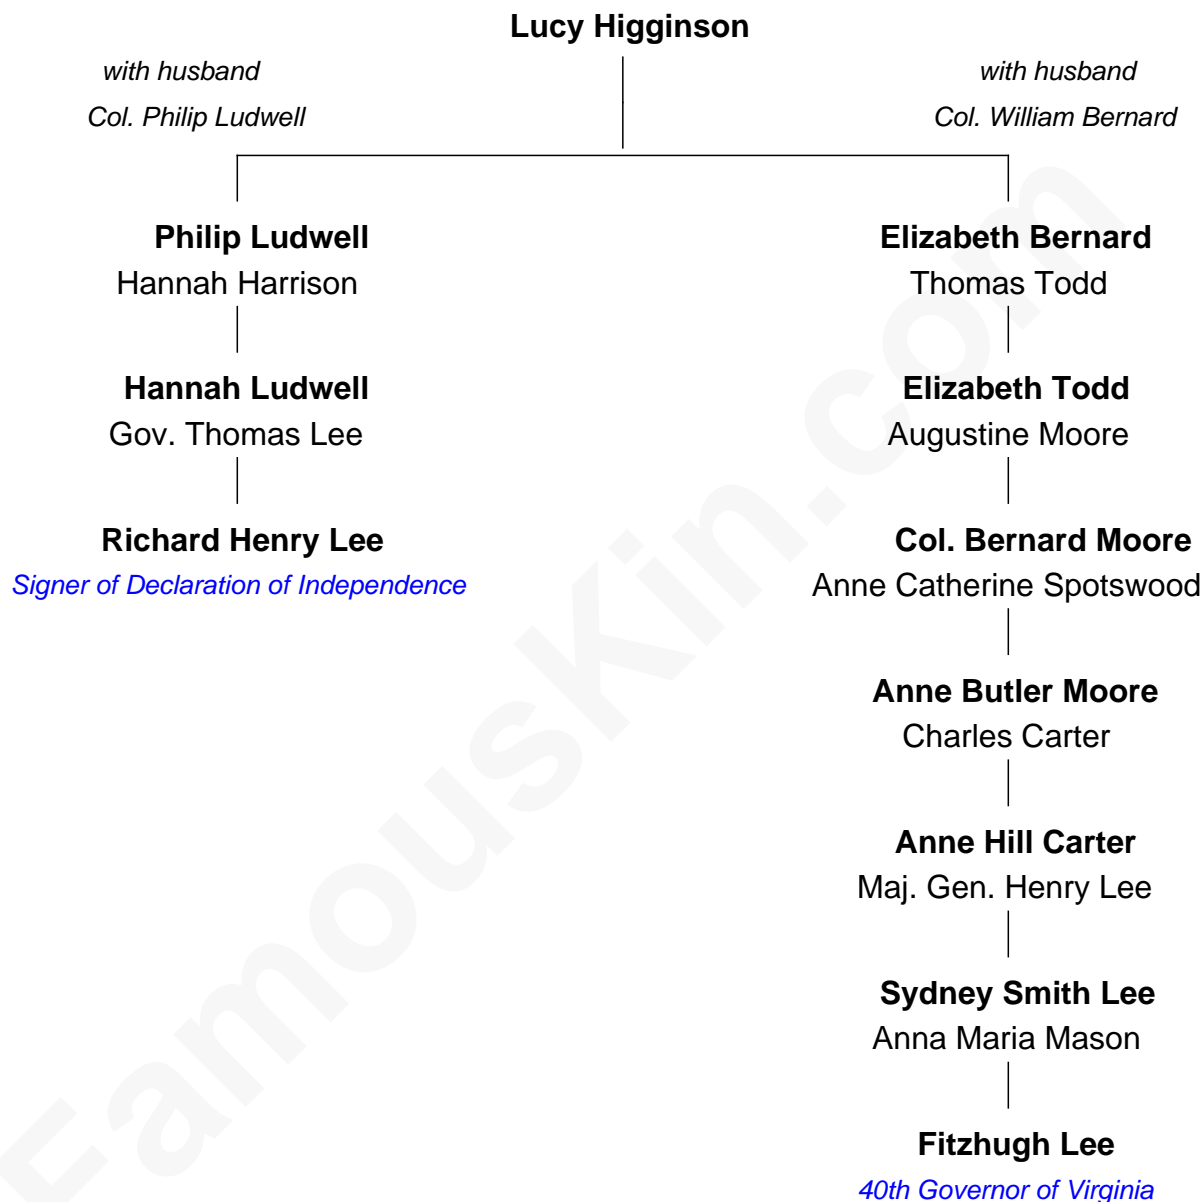 Lucy Higginson
with husband
Col. Philip Ludwell
with husband
Col. William Bernard
Philip Ludwell
Hannah Harrison
Hannah Ludwell
Gov. Thomas Lee
Richard Henry Lee
Signer of Declaration of Independence
Elizabeth Bernard
Thomas Todd
Elizabeth Todd
Augustine Moore
Col. Bernard Moore
Anne Catherine Spotswood
Anne Butler Moore
Charles Carter
Anne Hill Carter
Maj. Gen. Henry Lee
Sydney Smith Lee
Anna Maria Mason
Fitzhugh Lee
40th Governor of Virginia
FamousKin.com